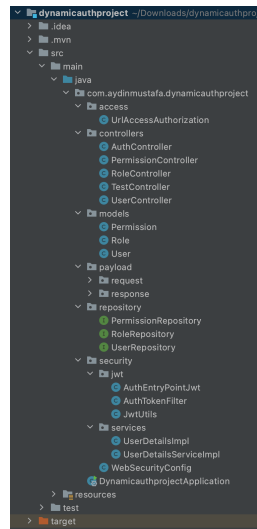 dynamicauthproject ~/Downloads/dynamicauthpro
.idea
.mvn
src
main
java
com.aydinmustafa.dynamicauthproject
access
UrlAccessAuthorization
controllers
AuthController
PermissionController
RoleController
TestController
UserController
models
Permission
Role
User
payload
request
response
repository
PermissionRepository
RoleRepository
UserRepository
security
jwt
AuthEntryPointJwt
AuthTokenFilter
JwtUtils
services
UserDetailsImpl
UserDetailsServiceImpl
WebSecurityConfig
DynamicauthprojectApplication
resources
test
target